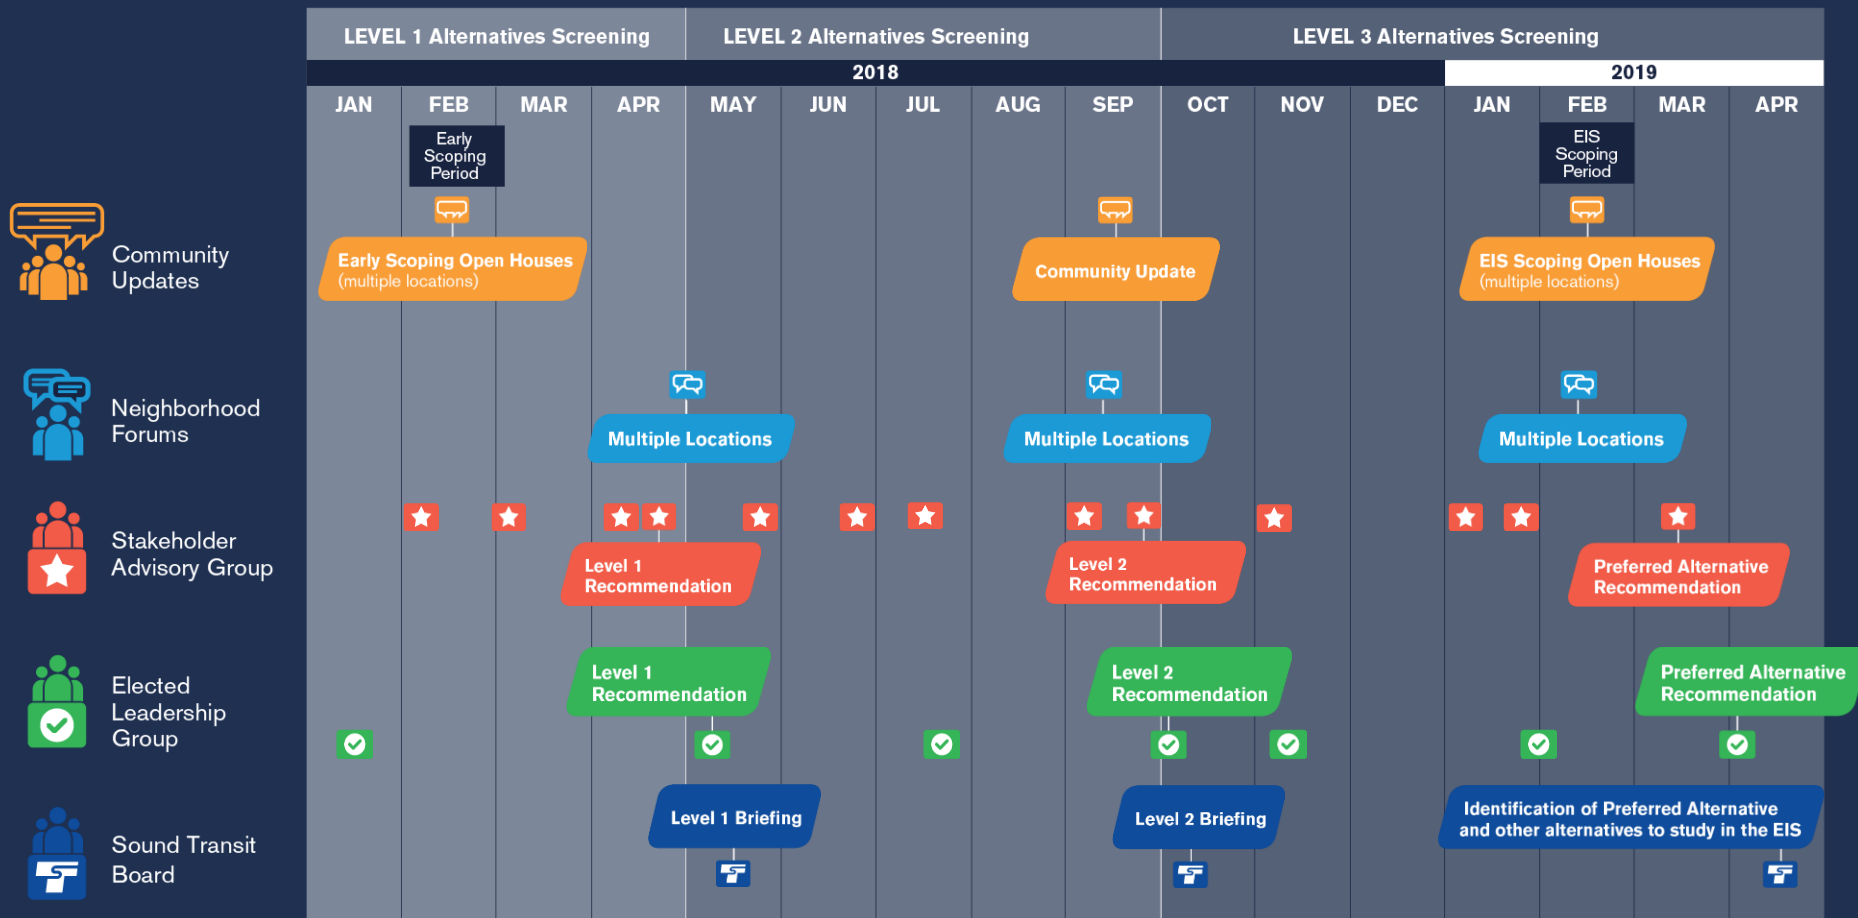 LEVEL 1 Alternatives Screening
LEVEL 2 Alternatives Screening
LEVEL 3 Alternatives Screening
2018
2019
JAN
FEB
MAR
APR
MAY
JUN
JUL
AUG
SEP
OCT
NOV
DEC
JAN
FEB
MAR
APR
Early
Scoping
Period
EIS
Scoping
Period
Community
Updates
Early Scoping Open Houses
(multiple locations)
Community Update
EIS Scoping Open Houses
(multiple locations)
Neighborhood
Forums
Multiple Locations
Multiple Locations
Multiple Locations
Stakeholder
Advisory Group
Level 1
Recommendation
Level 2
Recommendation
Preferred Alternative
Recommendation
Elected
Leadership
Group
Level 1
Recommendation
Level 2
Recommendation
Preferred Alternative
Recommendation
Sound Transit
Board
Level 1 Briefing
Level 2 Briefing
Identification of Preferred Alternative
and other alternatives to study in the EIS